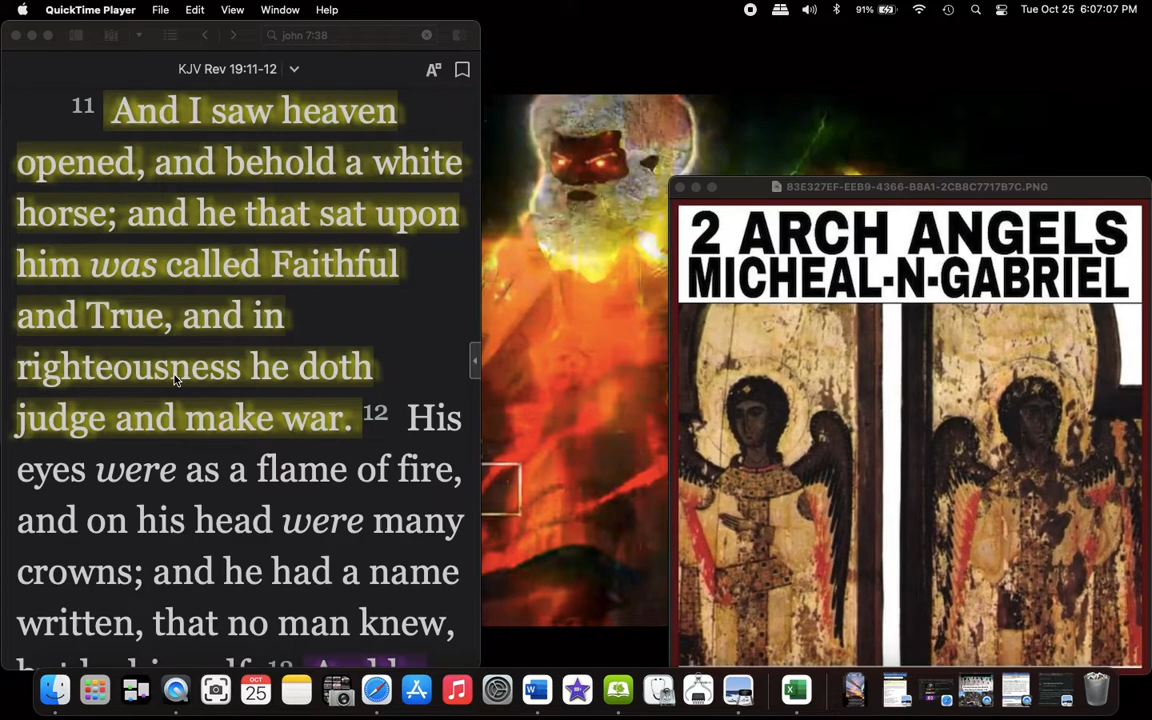 QuickTime Player File Edit View Window Help
91% Tue Oct 25 6:07:07 PM
john 7:38
KJV Rev 19:11-12
11 And I saw heaven
opened, and behold a white
horse; and he that sat upon
him was called Faithful
and True, and in
righteousness he doth
judge and make war. 12 His
eyes were as a flame of fire,
and on his head were many
crowns; and he had a name
written, that no man knew,
83E327EF-EEB9-4366-B8A1-2CB8C7717B7C.PNG
2 ARCH ANGELS
MICHEAL-N-GABRIEL
OCT
25